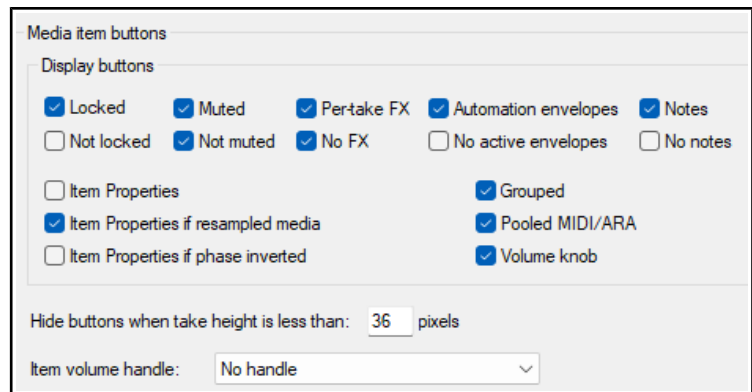 Media item buttons
Display buttons
Locked Muted Per-take FX Automation envelopes Notes
Not locked Not muted No FX No active envelopes No notes
Item Properties Grouped
Item Properties if resampled media Pooled MIDI/ARA
Item Properties if phase inverted Volume knob
Hide buttons when take height is less than: 36 pixels
Item volume handle: No handle